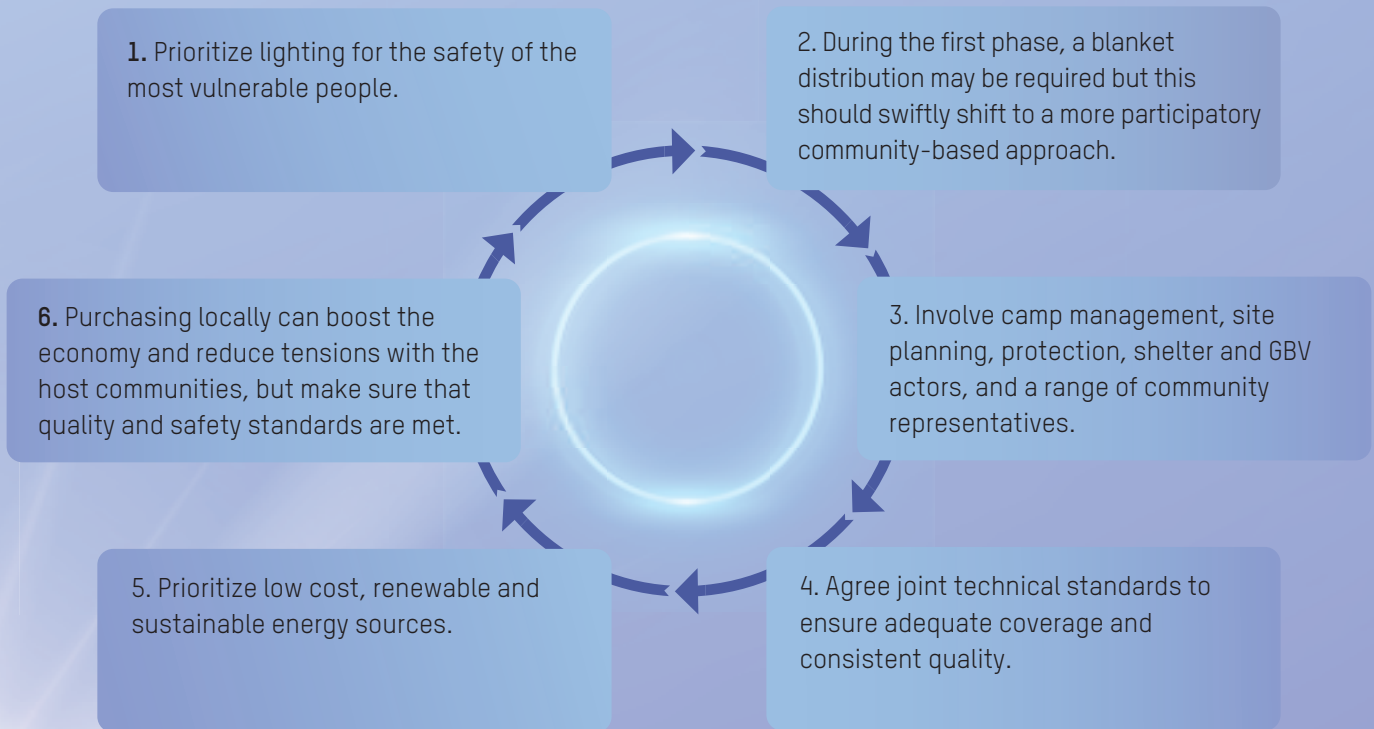 1. Prioritize lighting for the safety of the
most vulnerable people.
2. During the first phase, a blanket
distribution may be required but this
should swiftly shift to a more participatory
community-based approach.
3. Involve camp management, site
planning, protection, shelter and GBV
actors, and a range of community
representatives.
4. Agree joint technical standards to
ensure adequate coverage and
consistent quality.
5. Prioritize low cost, renewable and
sustainable energy sources.
6. Purchasing locally can boost the
economy and reduce tensions with the
host communities, but make sure that
quality and safety standards are met.